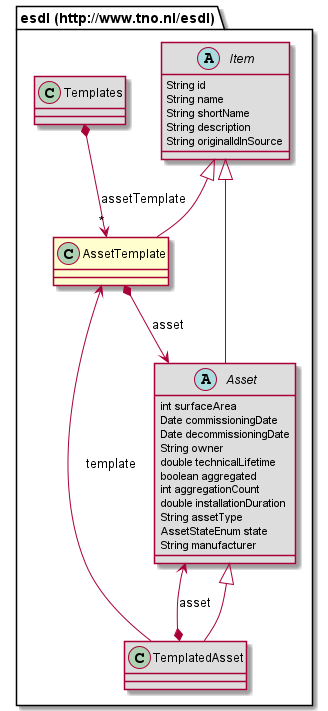 esdl (http://www.tno.nl/esdl)
A Item
String id
String name
String shortName
String description
String originalIdInSource
C Templates
assetTemplate
*
C AssetTemplate
asset
A Asset
int surfaceArea
Date commissioningDate
Date decommissioningDate
String owner
double technicalLifetime
boolean aggregated
int aggregationCount
double installationDuration
String assetType
AssetStateEnum state
String manufacturer
template
asset
C TemplatedAsset